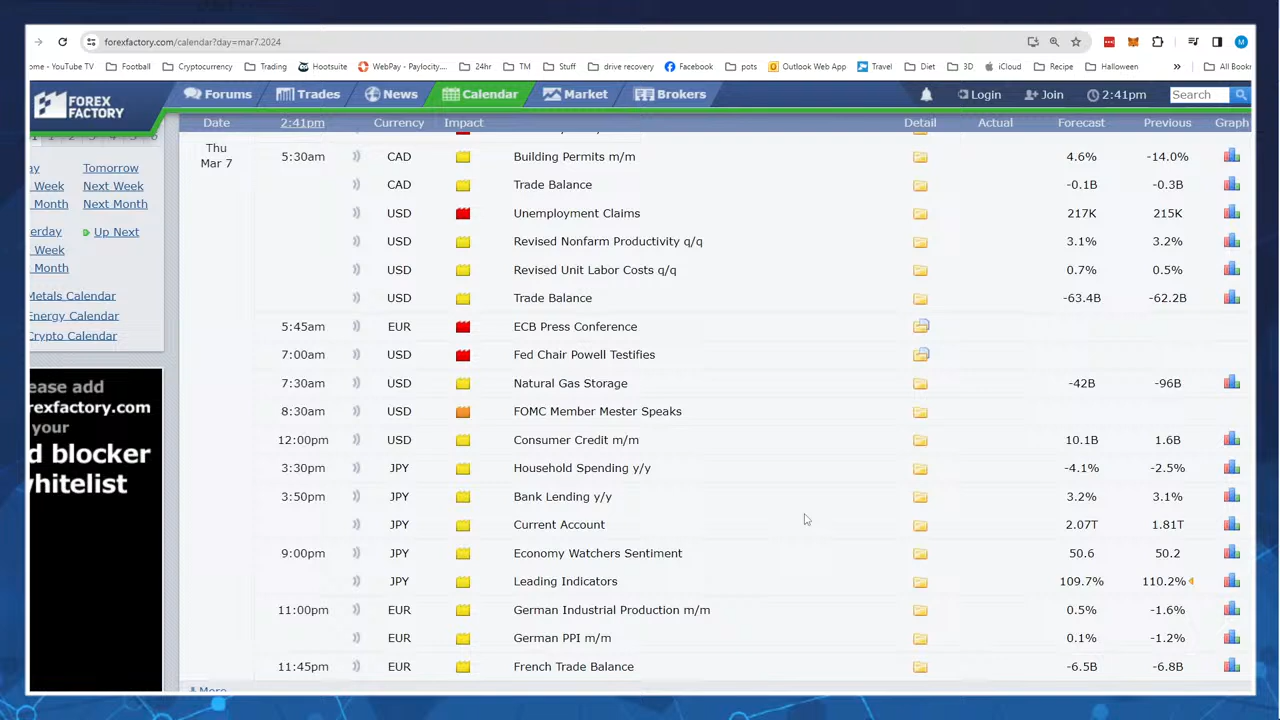 forexfactory.com/calendar?day=mar7.2024
M
ome - YouTube TV Football Cryptocurrency Trading Hootsuite WebPay - Paylocity.... 24hr TM Stuff drive recovery Facebook pots Outlook Web App Travel Diet 3D iCloud Recipe Halloween » All Book
FOREX FACTORY
Forums Trades News Calendar Market Brokers Login Join 2:41pm Search
Date 2:41pm Currency Impact Detail Actual Forecast Previous Graph
ay Tomorrow
Week Next Week
Month Next Month
erday Up Next
Week
Month
Metals Calendar
Energy Calendar
Crypto Calendar
ease add
rexfactory.com
your
d blocker
hitelist
Thu
Mar 7
5:30am CAD Building Permits m/m 4.6% -14.0%
CAD Trade Balance -0.1B -0.3B
USD Unemployment Claims 217K 215K
USD Revised Nonfarm Productivity q/q 3.1% 3.2%
USD Revised Unit Labor Costs q/q 0.7% 0.5%
USD Trade Balance -63.4B -62.2B
5:45am EUR ECB Press Conference
7:00am USD Fed Chair Powell Testifies
7:30am USD Natural Gas Storage -42B -96B
8:30am USD FOMC Member Mester Speaks
12:00pm USD Consumer Credit m/m 10.1B 1.6B
3:30pm JPY Household Spending y/y -4.1% -2.5%
3:50pm JPY Bank Lending y/y 3.2% 3.1%
JPY Current Account 2.07T 1.81T
9:00pm JPY Economy Watchers Sentiment 50.6 50.2
JPY Leading Indicators 109.7% 110.2%
11:00pm EUR German Industrial Production m/m 0.5% -1.6%
EUR German PPI m/m 0.1% -1.2%
11:45pm EUR French Trade Balance -6.5B -6.8B
More